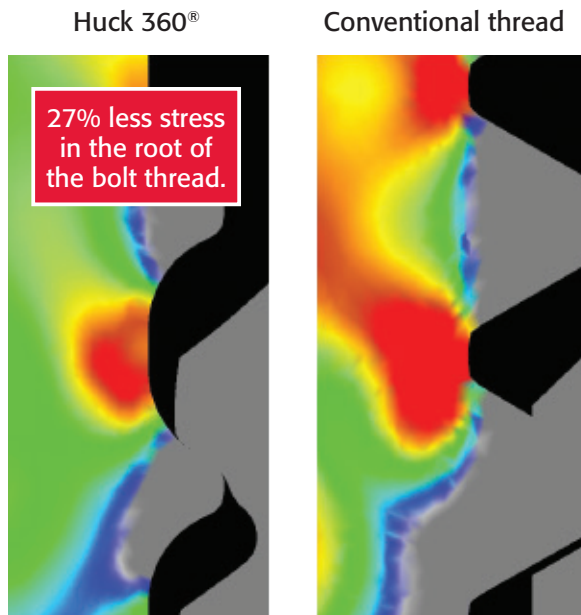 Huck 360®
Conventional thread
27% less stress
in the root of
the bolt thread.